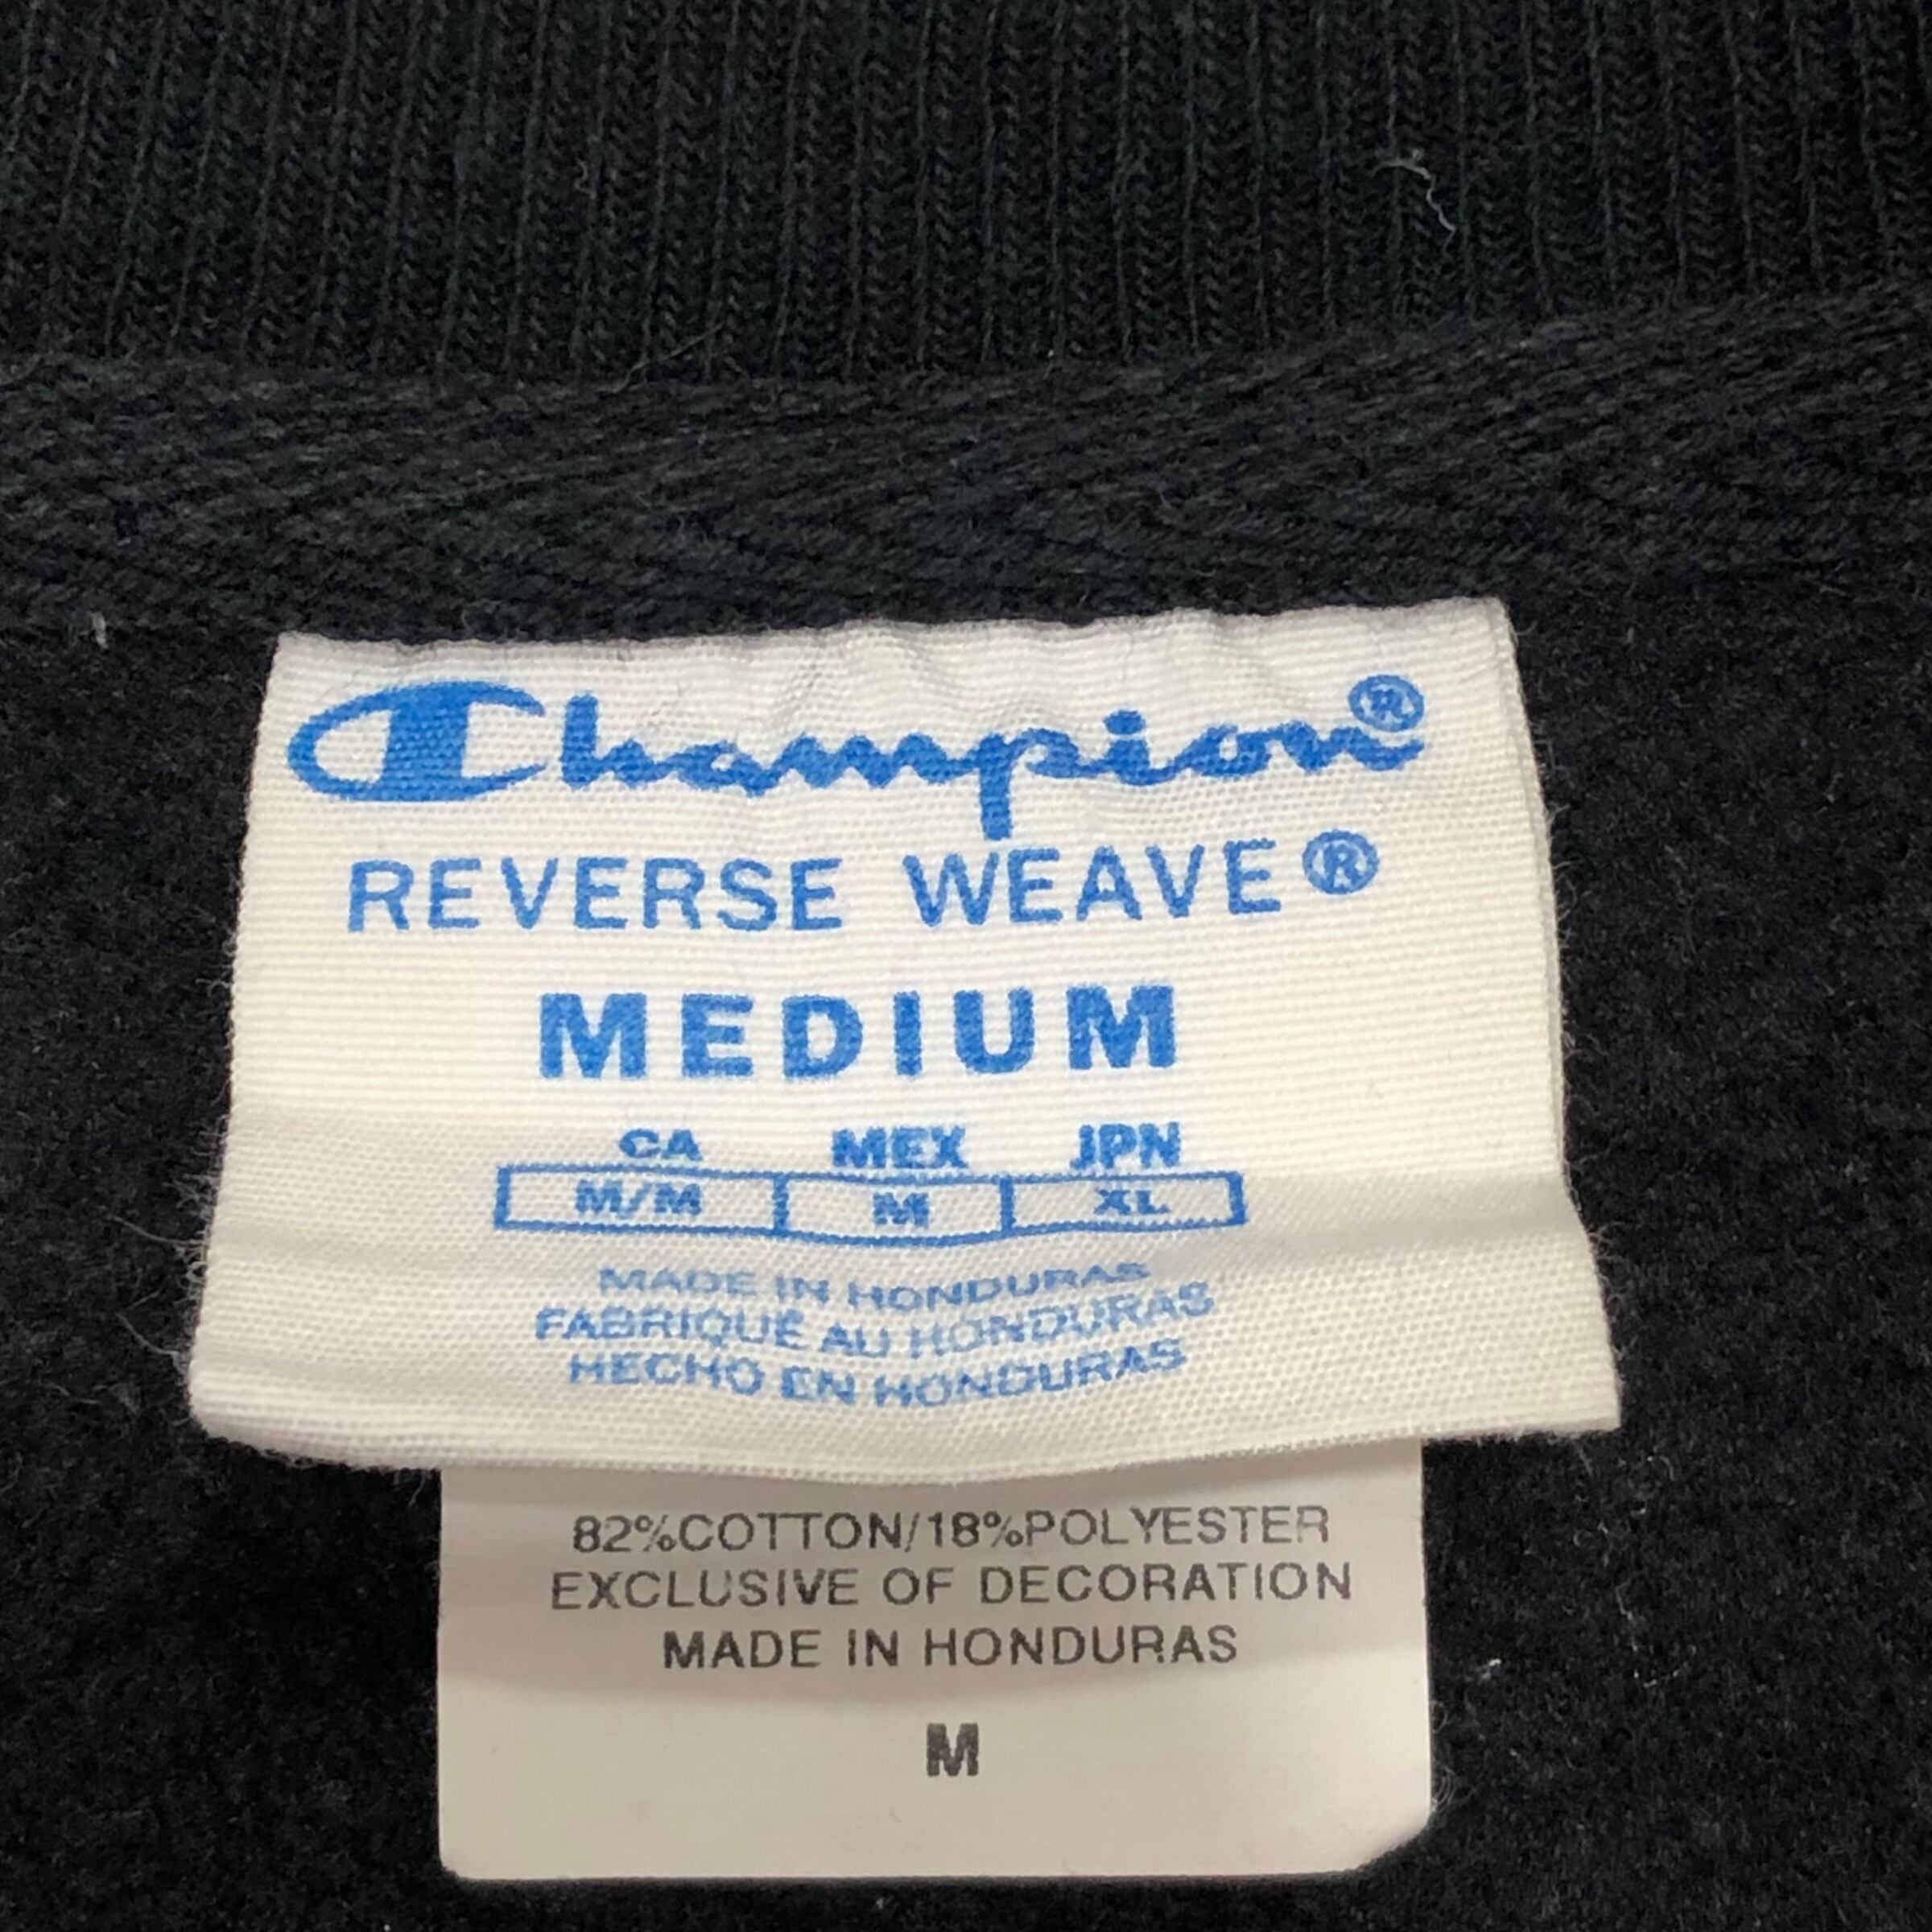 Champion®
REVERSE WEAVE®
MEDIUM
CA MEX JPN
M/M M XL
MADE IN HONDURAS
FABRIQUÉ AU HONDURAS
HECHO EN HONDURAS
82%COTTON/18%POLYESTER
EXCLUSIVE OF DECORATION
MADE IN HONDURAS
M